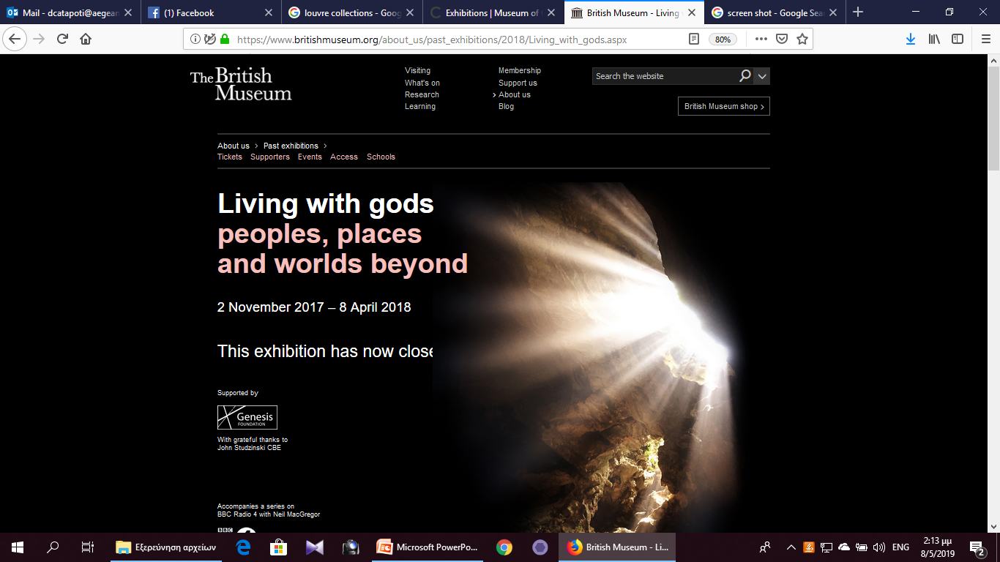 Mail - dcatapoti@aegean
(1) Facebook
louvre collections - Goog
Exhibitions | Museum of
British Museum - Living
screen shot - Google Sea
https://www.britishmuseum.org/about_us/past_exhibitions/2018/Living_with_gods.aspx
80%
The British
Museum
Visiting
What's on
Research
Learning
Membership
Support us
About us
Blog
Search the website
British Museum shop
About us > Past exhibitions >
Tickets Supporters Events Access Schools
Living with gods
peoples, places
and worlds beyond
2 November 2017 – 8 April 2018
This exhibition has now close
Supported by
Genesis
FOUNDATION
With grateful thanks to
John Studzinski CBE
Accompanies a series on
BBC Radio 4 with Neil MacGregor
BBC
Εξερεύνηση αρχείων
Microsoft PowerPo...
British Museum - Li...
ENG
2:13 μμ
8/5/2019
2